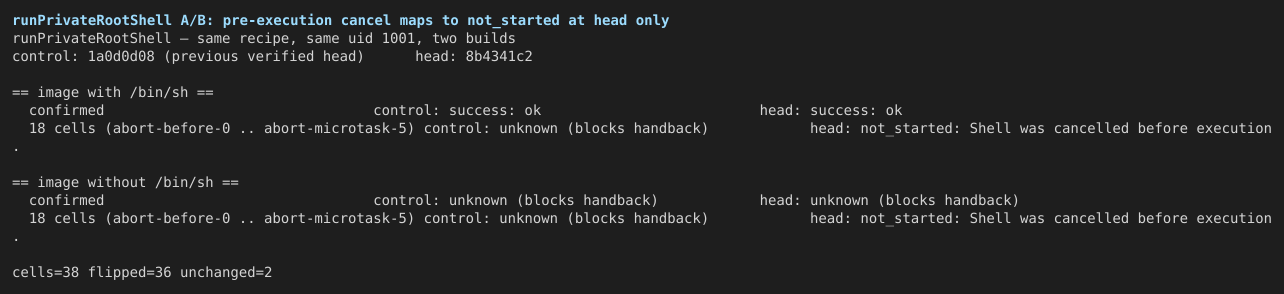 runPrivateRootShell A/B: pre-execution cancel maps to not_started at head only
runPrivateRootShell — same recipe, same uid 1001, two builds
control: 1a0d0d08 (previous verified head)      head: 8b4341c2
== image with /bin/sh ==
confirmed                                control: success: ok                          head: success: ok
18 cells (abort-before-0 .. abort-microtask-5) control: unknown (blocks handback)            head: not_started: Shell was cancelled before execution
.
== image without /bin/sh ==
confirmed                                control: unknown (blocks handback)            head: unknown (blocks handback)
18 cells (abort-before-0 .. abort-microtask-5) control: unknown (blocks handback)            head: not_started: Shell was cancelled before execution
.
cells=38 flipped=36 unchanged=2